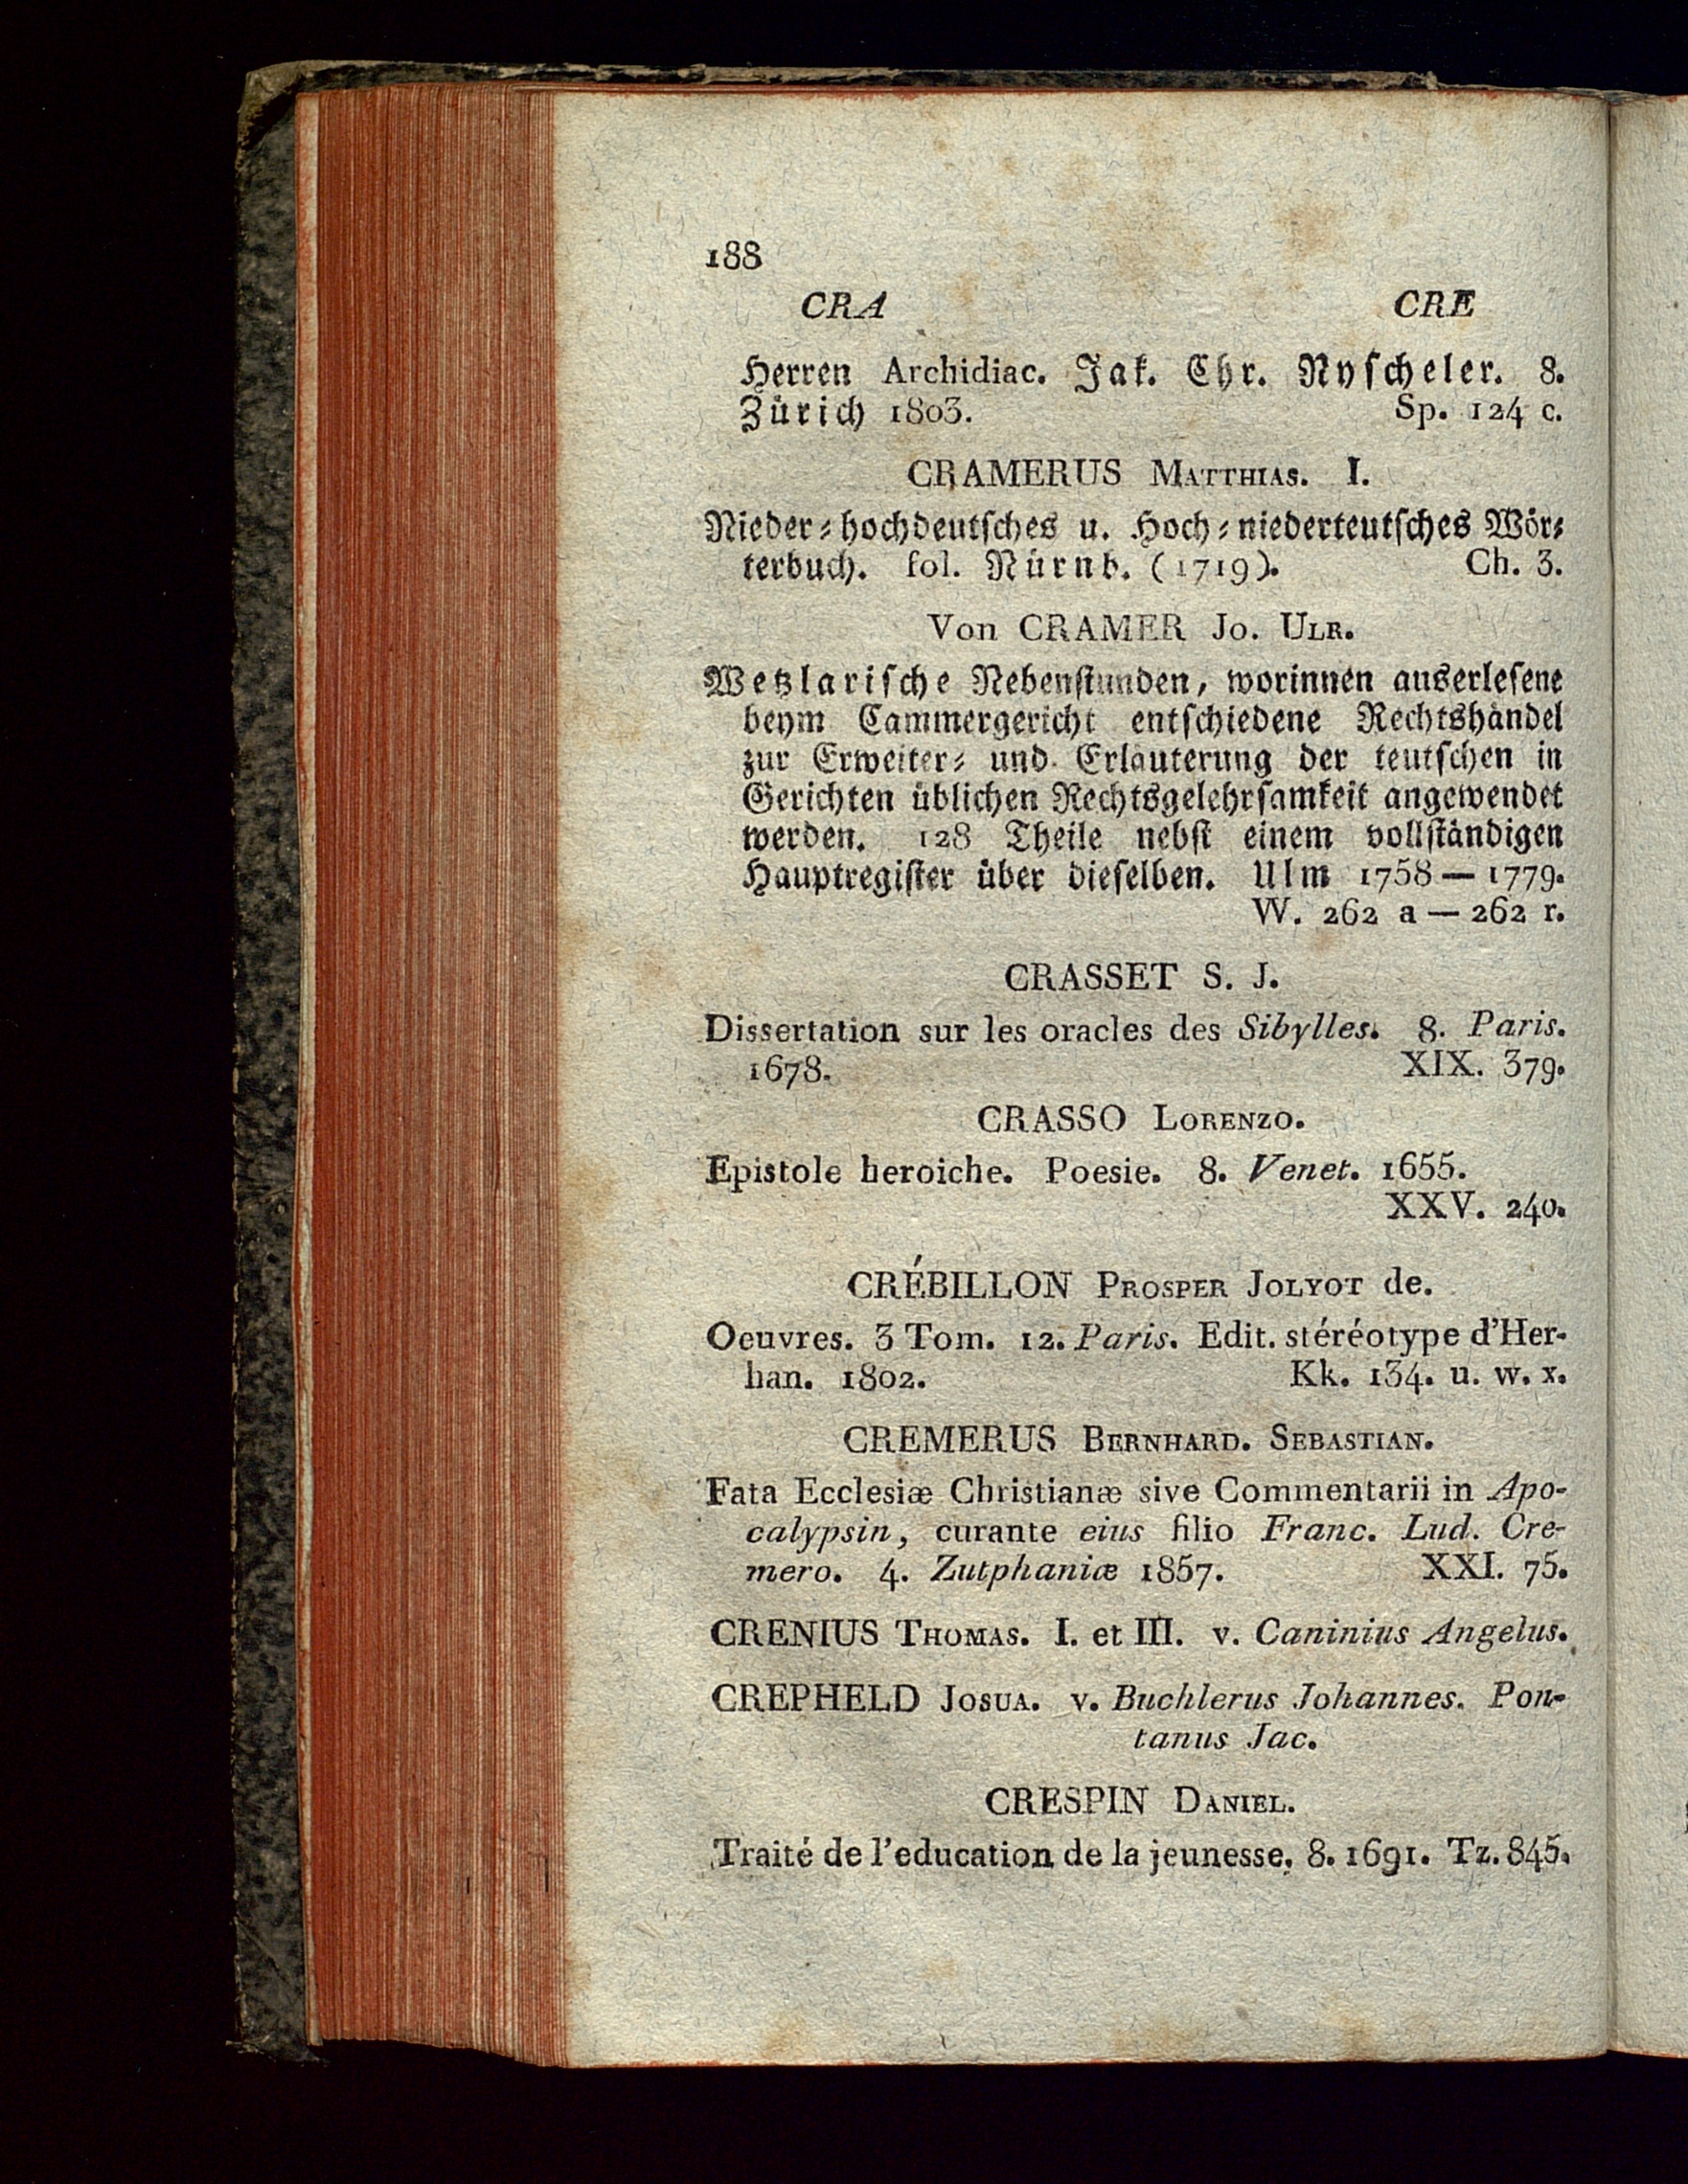 188
CRA CRE
Herren Archidiac. Jak. Chr. Nyscheler. 8.
Zürich 1803. Sp. 124 c.
CRAMERUS MATTHIAS. I.
Nieder-hochdeutsches u. Hoch-niederteutsches Wör-
terbuch. fol. Nürnb. (1719). Ch. 3.
Von CRAMER JO. ULR.
Wetzlarische Nebenstunden, worinnen auserlesene
beym Cammergericht entschiedene Rechtshändel
zur Erweiter- und Erläuterung der teutschen in
Gerichten üblichen Rechtsgelehrsamkeit angewendet
werden. 128 Theile nebst einem vollständigen
Hauptregister über dieselben. Ulm 1758 — 1779.
W. 262 a — 262 r.
CRASSET S. J.
Dissertation sur les oracles des Sibylles. 8. Paris.
1678. XIX. 379.
CRASSO LORENZO.
Epistole heroiche. Poesie. 8. Venet. 1655.
XXV. 240.
CRÉBILLON PROSPER JOLYOT de.
Oeuvres. 3 Tom. 12. Paris. Edit. stéréotype d'Her-
han. 1802. Kk. 134. u. w. x.
CREMERUS BERNHARD. SEBASTIAN.
Fata Ecclesiæ Christianæ sive Commentarii in Apo-
calypsin, curante eius filio Franc. Lud. Cre-
mero. 4. Zutphaniæ 1857. XXI. 75.
CRENIUS THOMAS. I. et III. v. Caninius Angelus.
CREPHELD JOSUA. v. Buchlerus Johannes. Pon-
tanus Jac.
CRESPIN DANIEL.
Traité de l'education de la jeunesse. 8. 1691. Tz. 845.